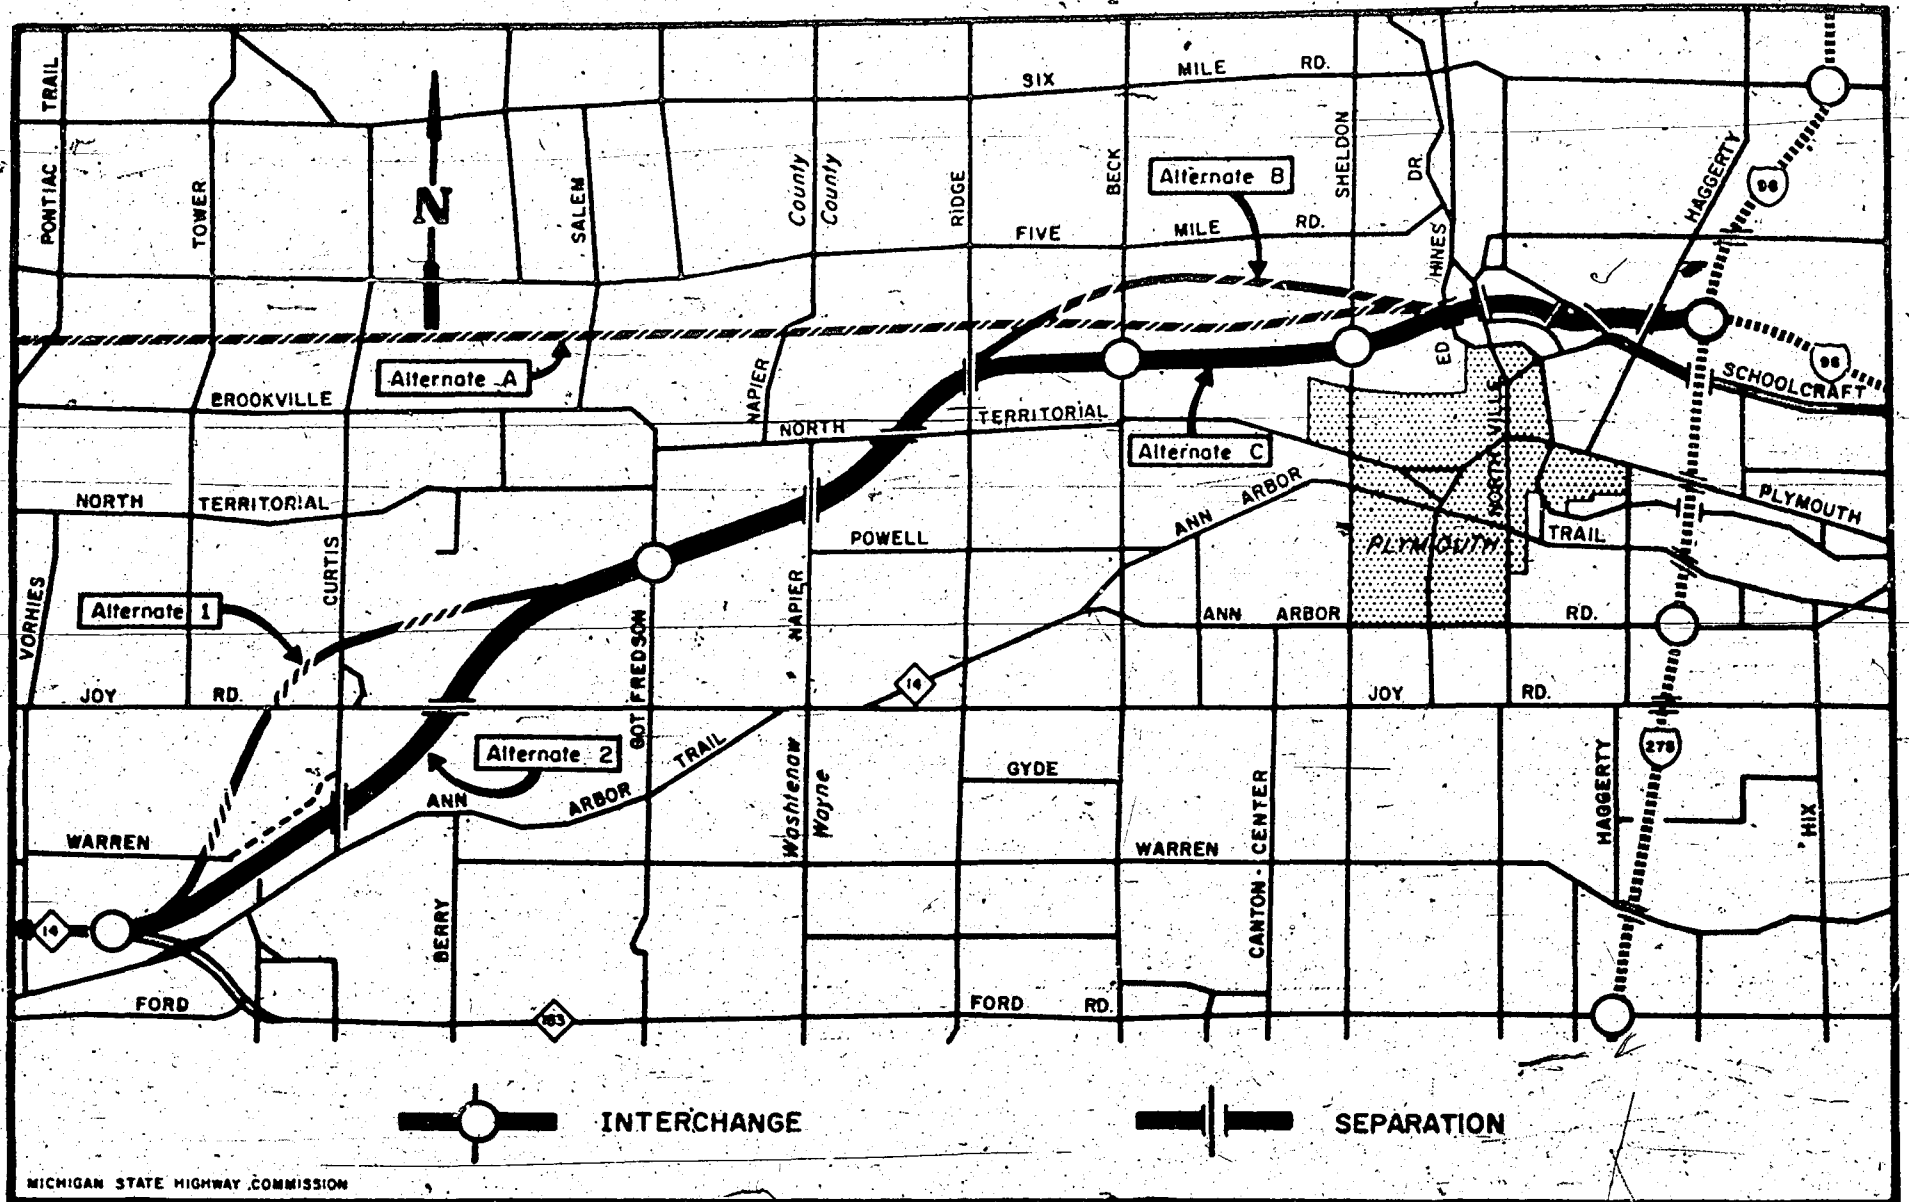 PONTIAC TRAIL
TOWER
N
SALEM
County
County
RIDGE
SIX MILE RD.
BECK
Alternate B
SHELDON
HINES DR.
HAGGERTY
96
FIVE MILE RD.
Alternate A
BROOKVILLE
NAPIER
NORTH TERRITORIAL
Alternate C
ED
NORTHVILLE
96
SCHOOLCRAFT
NORTH TERRITORIAL
VORHIES
CURTIS
POWELL
ANN ARBOR TRAIL
PLYMOUTH
PLYMOUTH
Alternate 1
GOTFREDSON
NAPIER
ANN ARBOR RD.
JOY RD.
14
JOY RD.
Alternate 2
ANN ARBOR TRAIL
Washtenaw
Wayne
GYDE
CANTON-CENTER
HAGGERTY
275
HIX
WARREN
WARREN
14
BERRY
FORD
153
FORD RD.
INTERCHANGE
SEPARATION
MICHIGAN STATE HIGHWAY COMMISSION